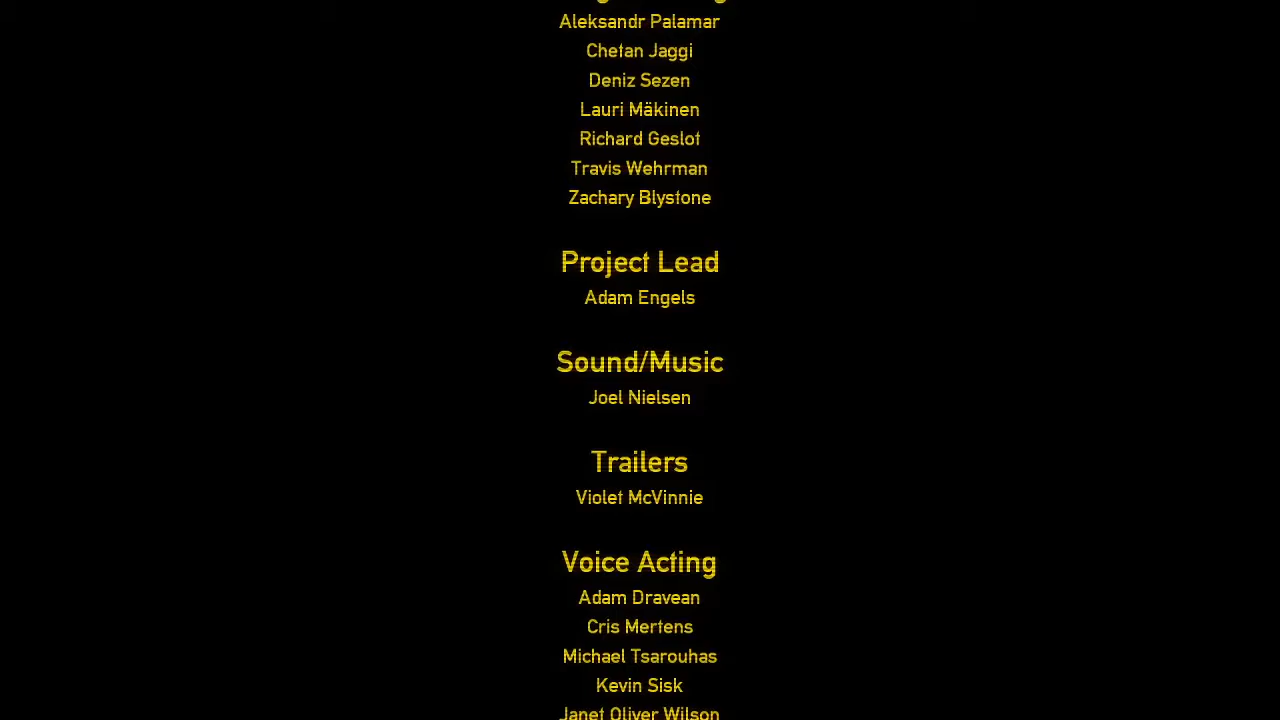 Aleksandr Palamar
Chetan Jaggi
Deniz Sezen
Lauri Mäkinen
Richard Geslot
Travis Wehrman
Zachary Blystone
Project Lead
Adam Engels
Sound/Music
Joel Nielsen
Trailers
Violet McVinnie
Voice Acting
Adam Dravean
Cris Mertens
Michael Tsarouhas
Kevin Sisk
Janet Oliver Wilson